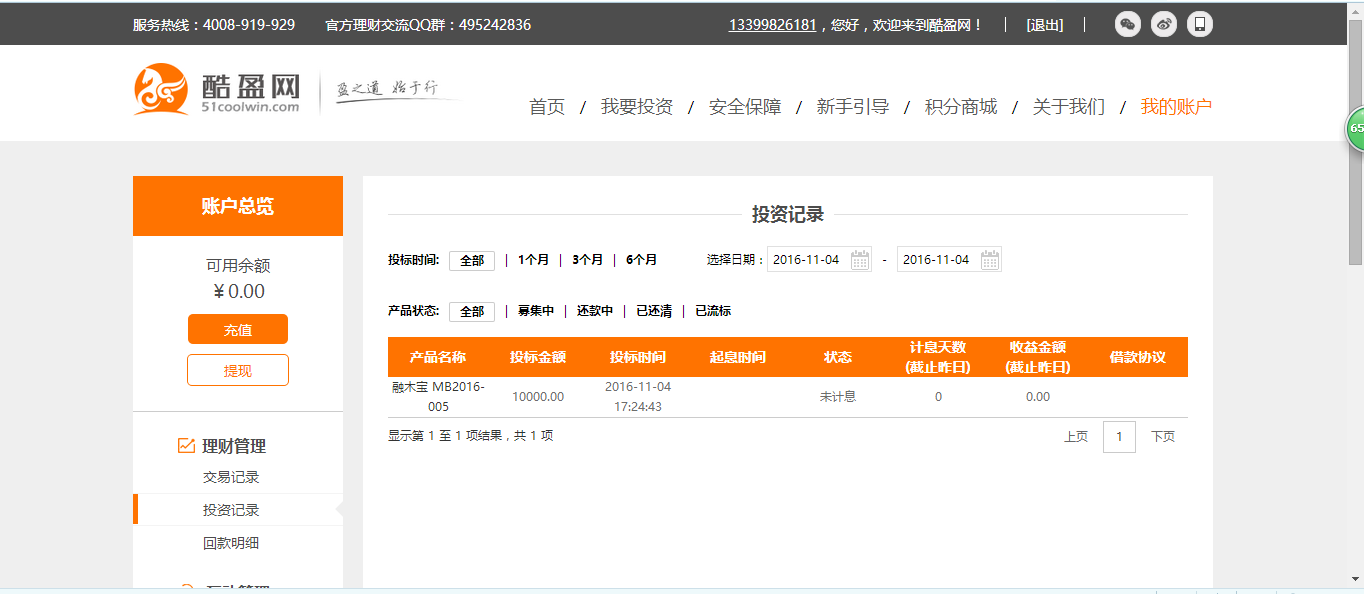 服务热线：4008-919-929 官方理财交流QQ群：495242836 13399826181，您好，欢迎来到酷盈网！ | [退出] |
酷盈网
51coolwin.com
盈之道 始于行
首页 / 我要投资 / 安全保障 / 新手引导 / 积分商城 / 关于我们 / 我的账户
65
账户总览
可用余额
¥0.00
充值
提现
理财管理
交易记录
投资记录
回款明细
投资记录
投标时间: 全部 | 1个月 | 3个月 | 6个月 选择日期：2016-11-04 - 2016-11-04
产品状态: 全部 | 募集中 | 还款中 | 已还清 | 已流标
产品名称 投标金额 投标时间 起息时间 状态 计息天数 收益金额 借款协议
(截止昨日) (截止昨日)
融木宝 MB2016-005 10000.00 2016-11-04 17:24:43 未计息 0 0.00
显示第 1 至 1 项结果，共 1 项 上页 1 下页